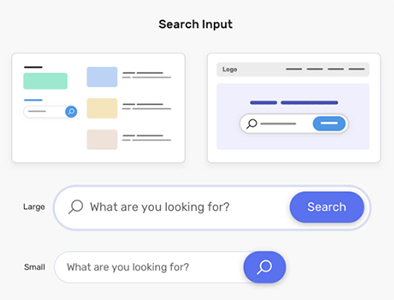 Search Input
Logo
Large
What are you looking for?
Search
Small
What are you looking for?